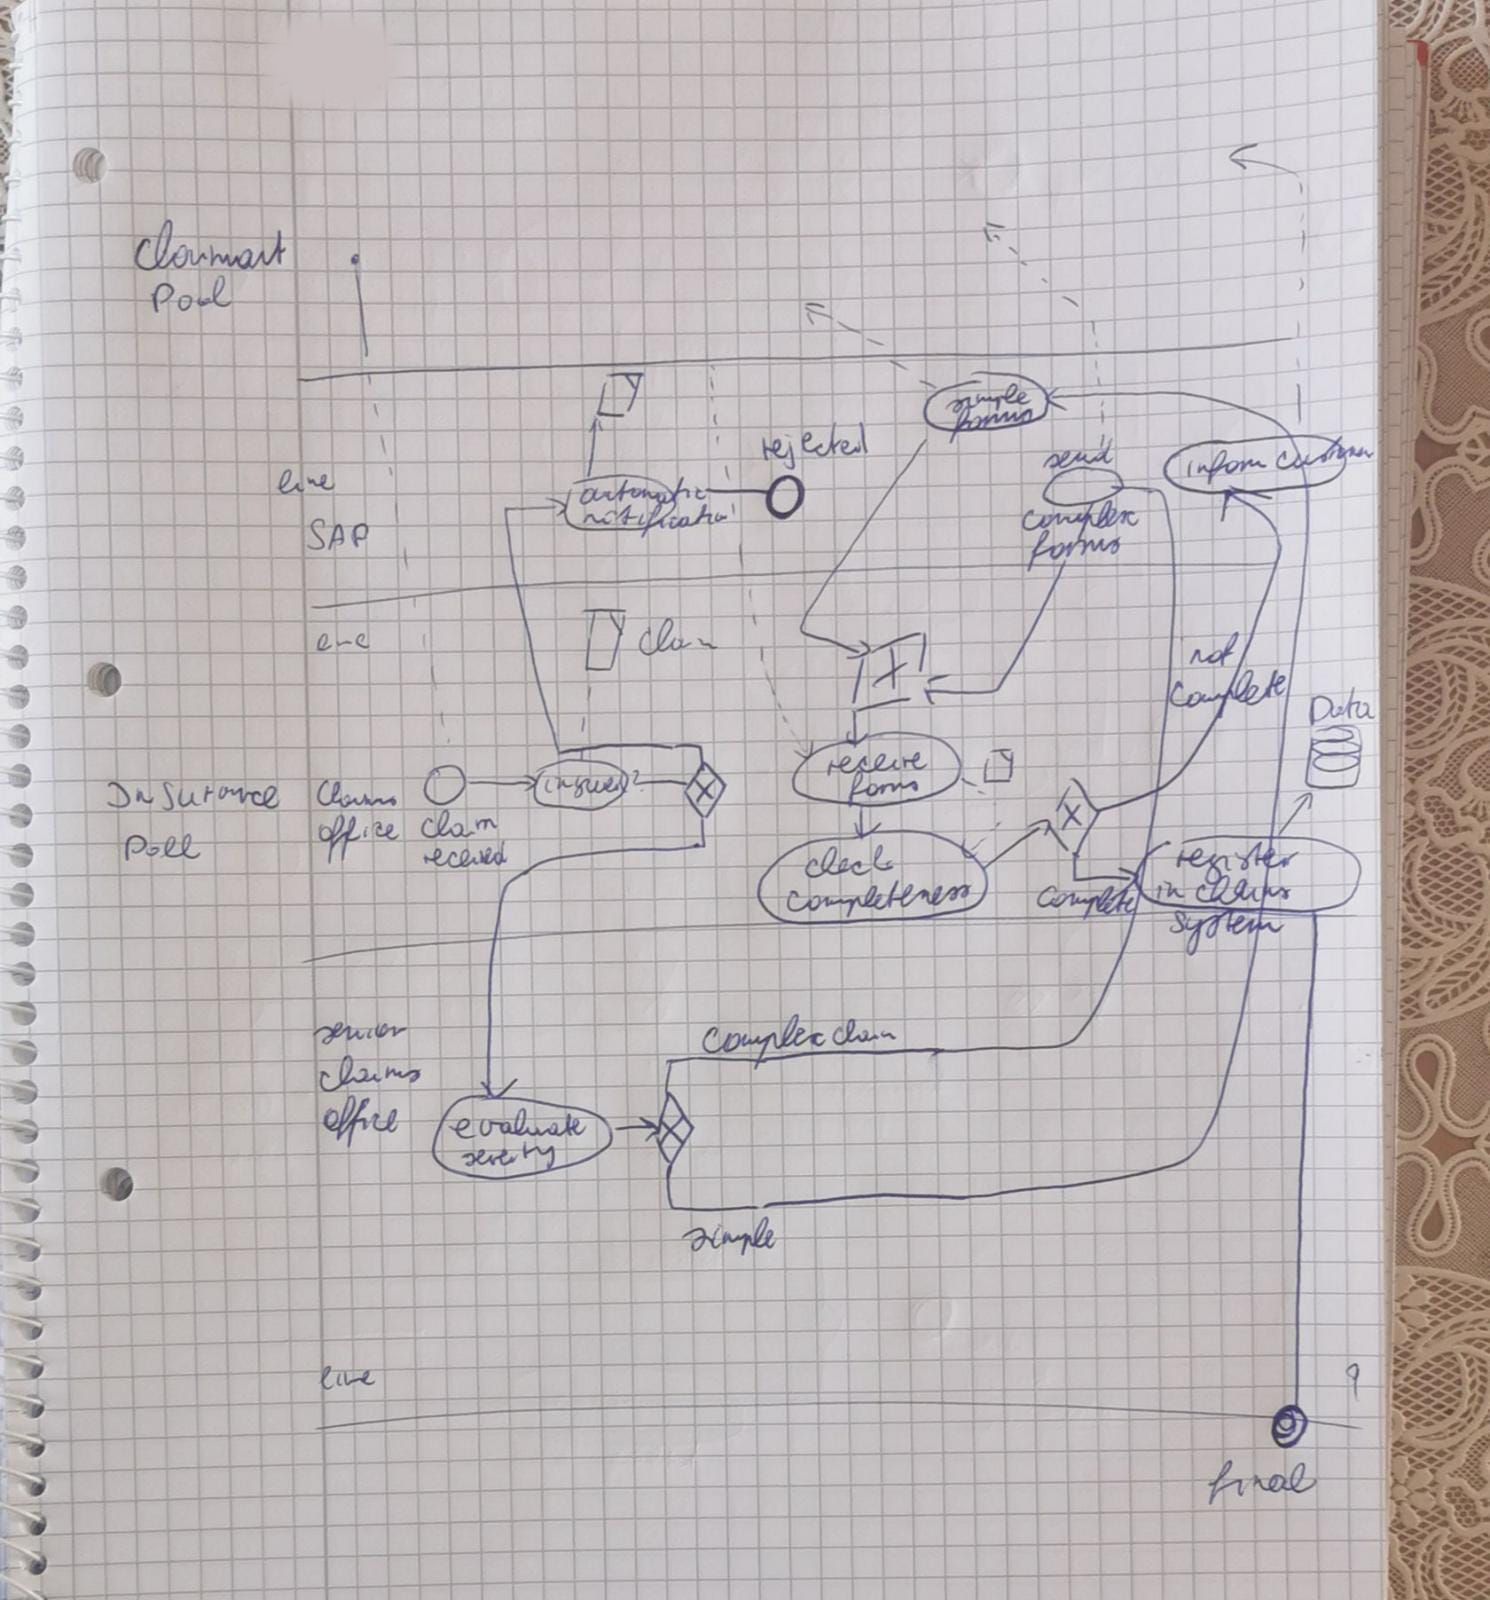 Claimant
Pool
line
SAP
automatic
notification
rejected
simple
forms
send
complex
forms
inform customer
line
Claim
Insurance
Poll
Claims
office
claim
received
insured?
X
X
receive
forms
check
completeness
X
not
complete
complete
Data
register
in claims
system
senior
claims
office
evaluate
severity
X
Complex claim
simple
line
final